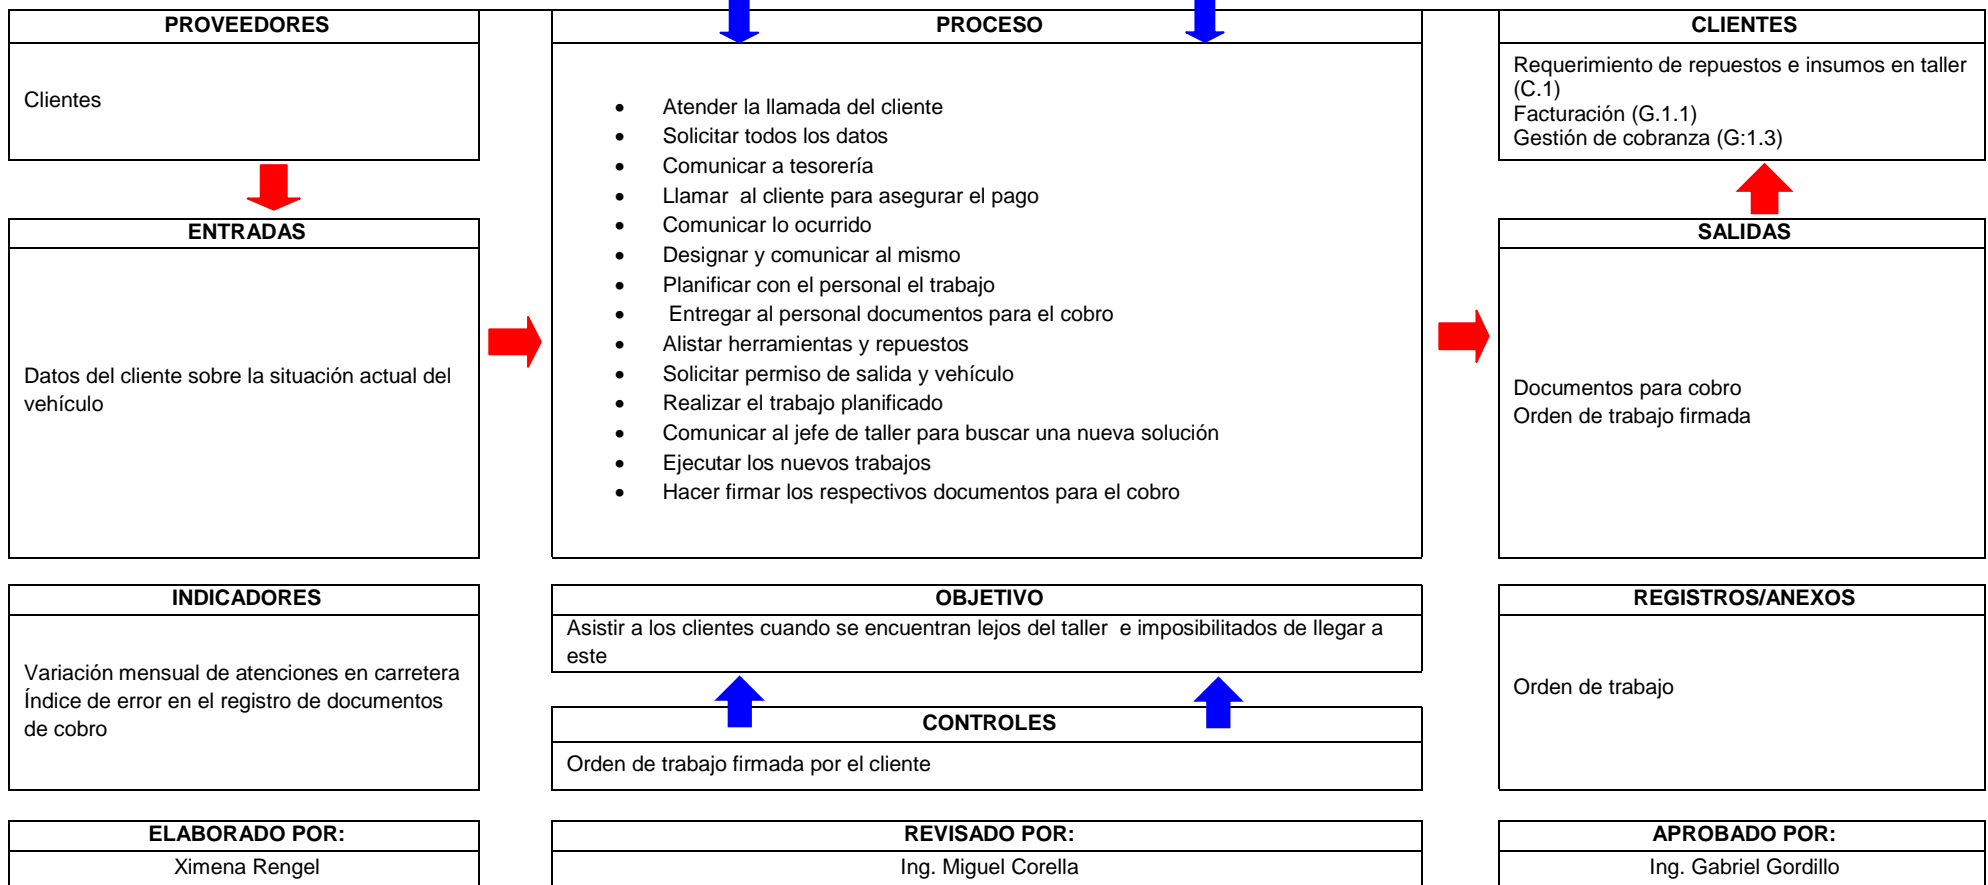 PROVEEDORES
Clientes
ENTRADAS
Datos del cliente sobre la situación actual del
vehículo
PROCESO
• Atender la llamada del cliente
• Solicitar todos los datos
• Comunicar a tesorería
• Llamar  al cliente para asegurar el pago
• Comunicar lo ocurrido
• Designar y comunicar al mismo
• Planificar con el personal el trabajo
• Entregar al personal documentos para el cobro
• Alistar herramientas y repuestos
• Solicitar permiso de salida y vehículo
• Realizar el trabajo planificado
• Comunicar al jefe de taller para buscar una nueva solución
• Ejecutar los nuevos trabajos
• Hacer firmar los respectivos documentos para el cobro
CLIENTES
Requerimiento de repuestos e insumos en taller
(C.1)
Facturación (G.1.1)
Gestión de cobranza (G:1.3)
SALIDAS
Documentos para cobro
Orden de trabajo firmada
INDICADORES
Variación mensual de atenciones en carretera
Índice de error en el registro de documentos
de cobro
OBJETIVO
Asistir a los clientes cuando se encuentran lejos del taller  e imposibilitados de llegar a
este
CONTROLES
Orden de trabajo firmada por el cliente
REGISTROS/ANEXOS
Orden de trabajo
ELABORADO POR:
Ximena Rengel
REVISADO POR:
Ing. Miguel Corella
APROBADO POR:
Ing. Gabriel Gordillo